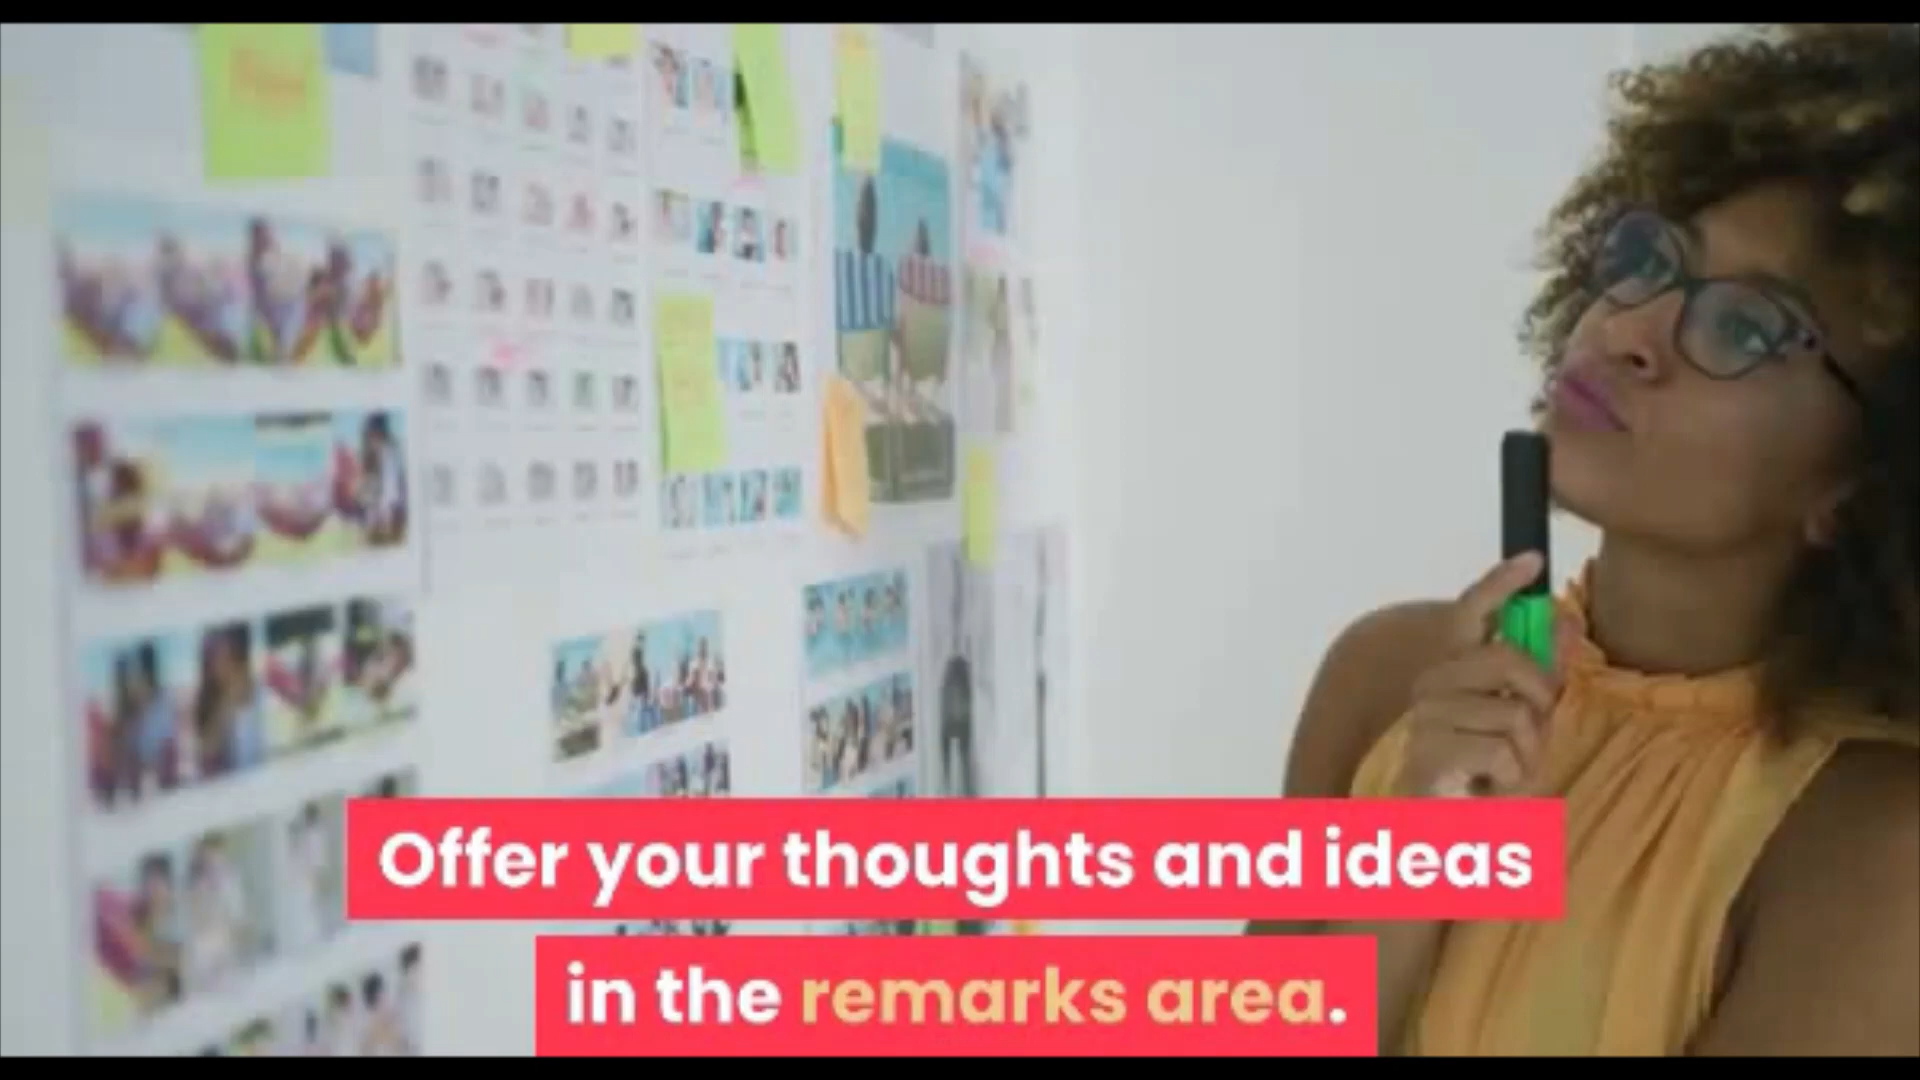 Offer your thoughts and ideas
in the remarks area.